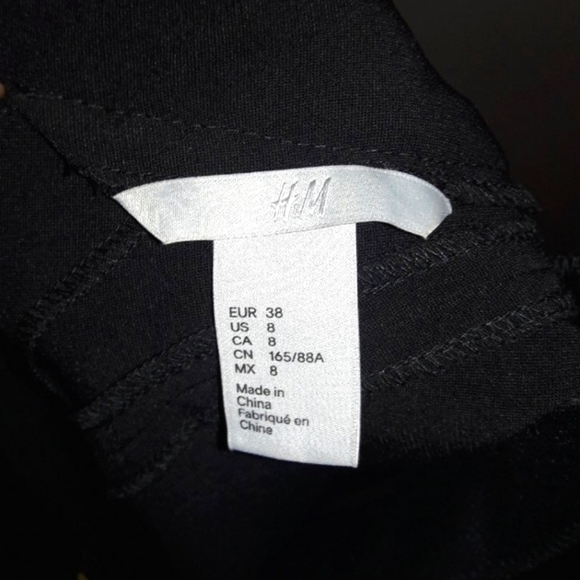 H&M
EUR 38
US 8
CA 8
CN 165/88A
MX 8
Made in
China
Fabriqué en
Chine